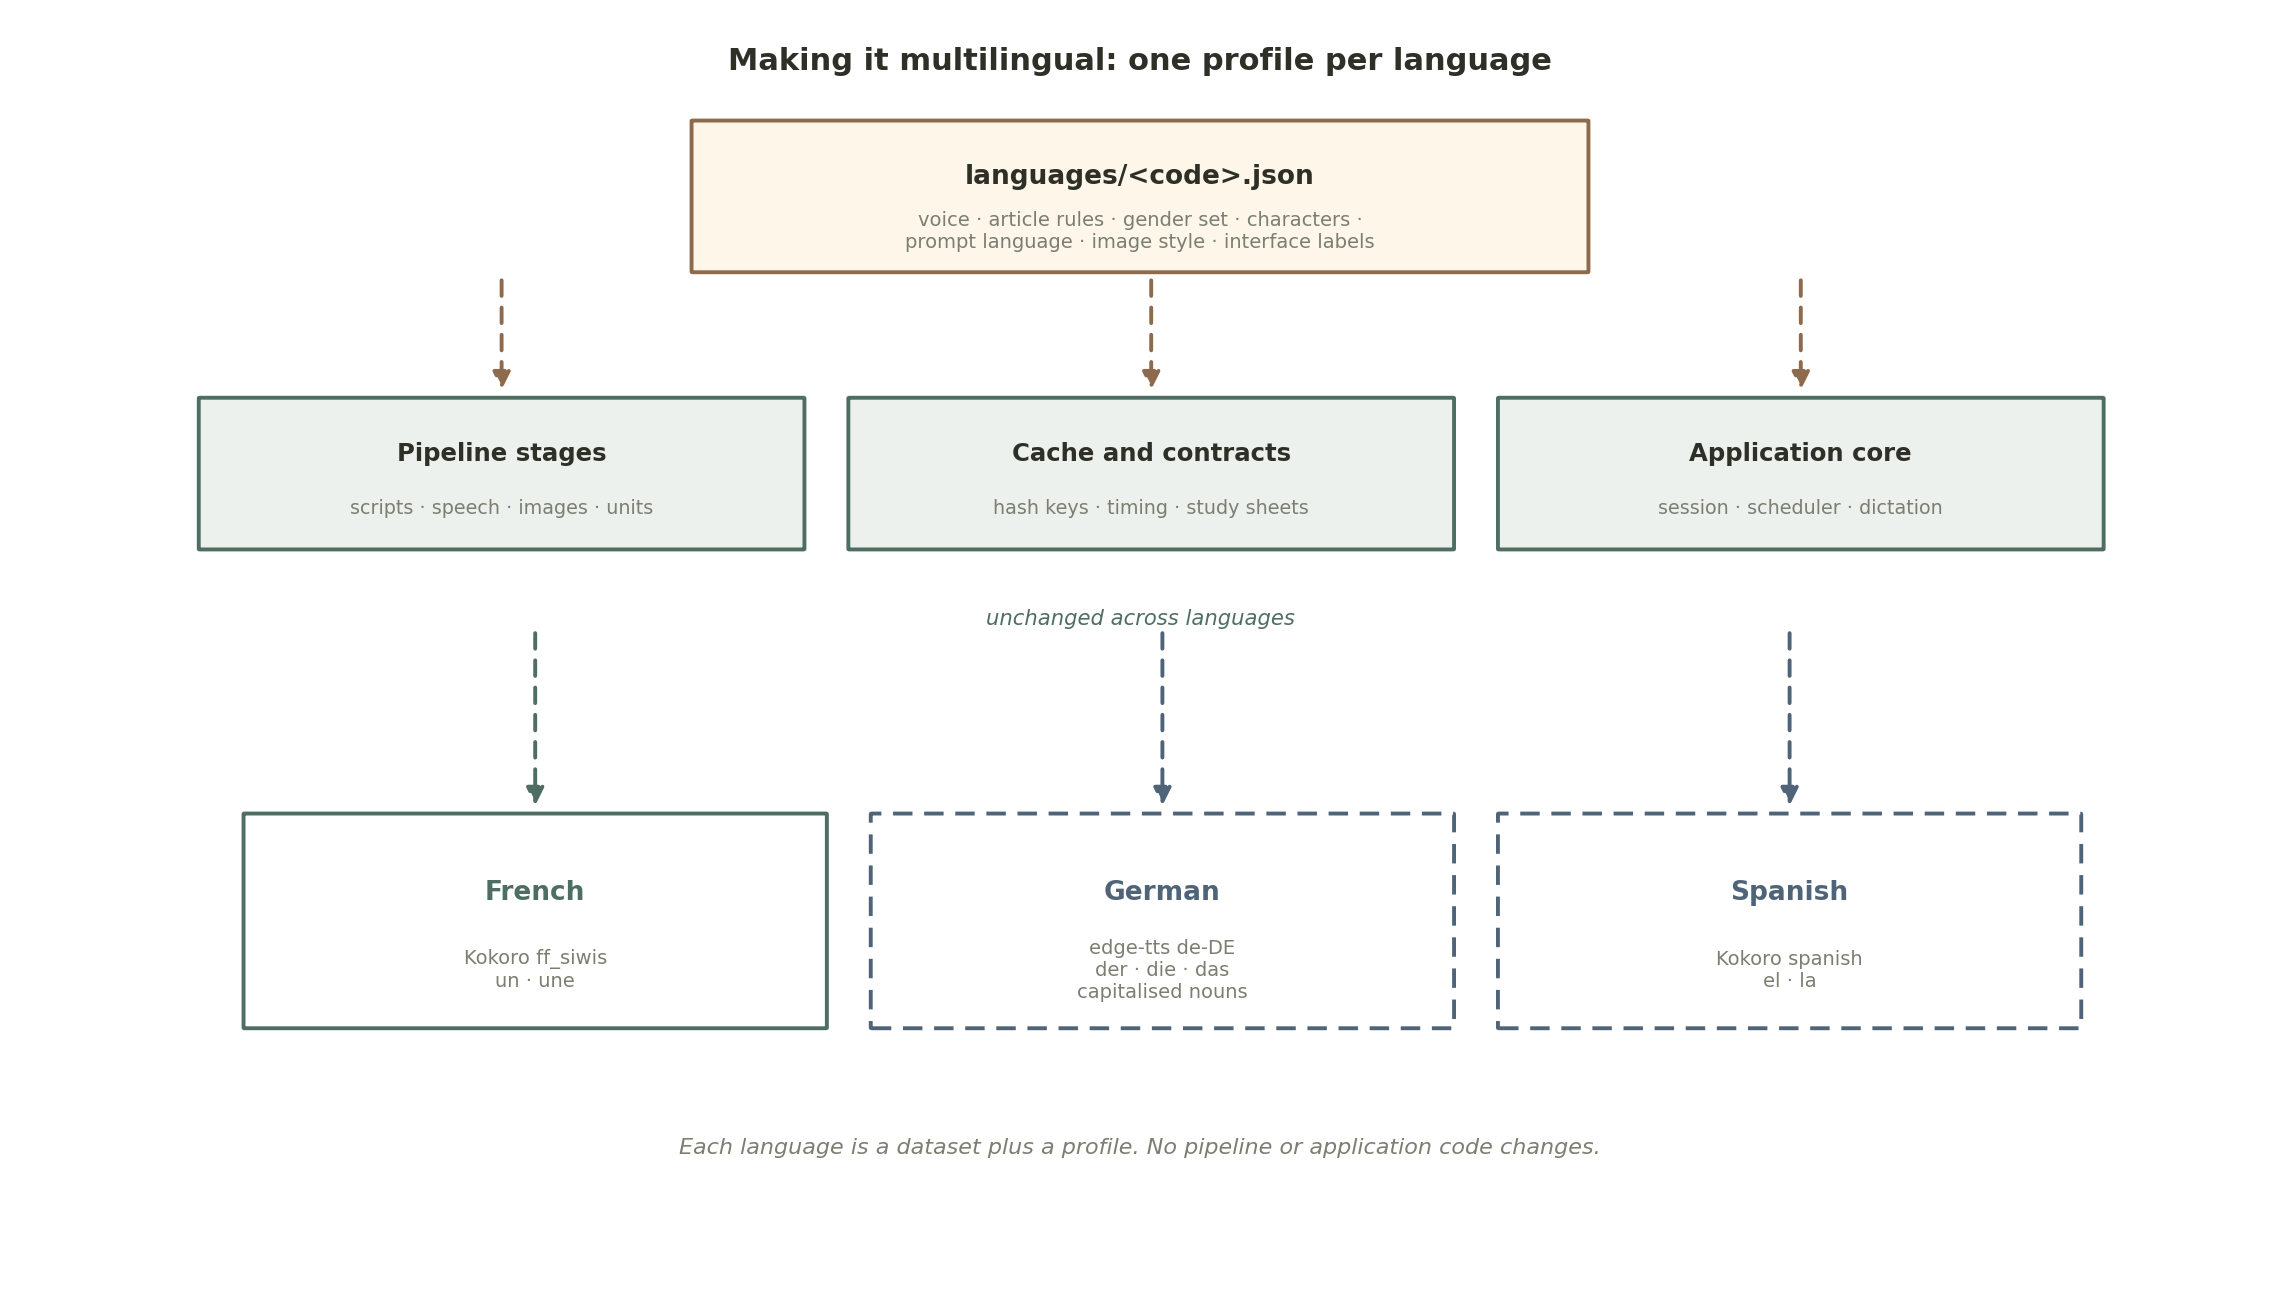 Making it multilingual: one profile per language
languages/<code>.json
voice · article rules · gender set · characters ·
prompt language · image style · interface labels
Pipeline stages
scripts · speech · images · units
Cache and contracts
hash keys · timing · study sheets
Application core
session · scheduler · dictation
unchanged across languages
French
Kokoro ff_siwis
un · une
German
edge-tts de-DE
der · die · das
capitalised nouns
Spanish
Kokoro spanish
el · la
Each language is a dataset plus a profile. No pipeline or application code changes.